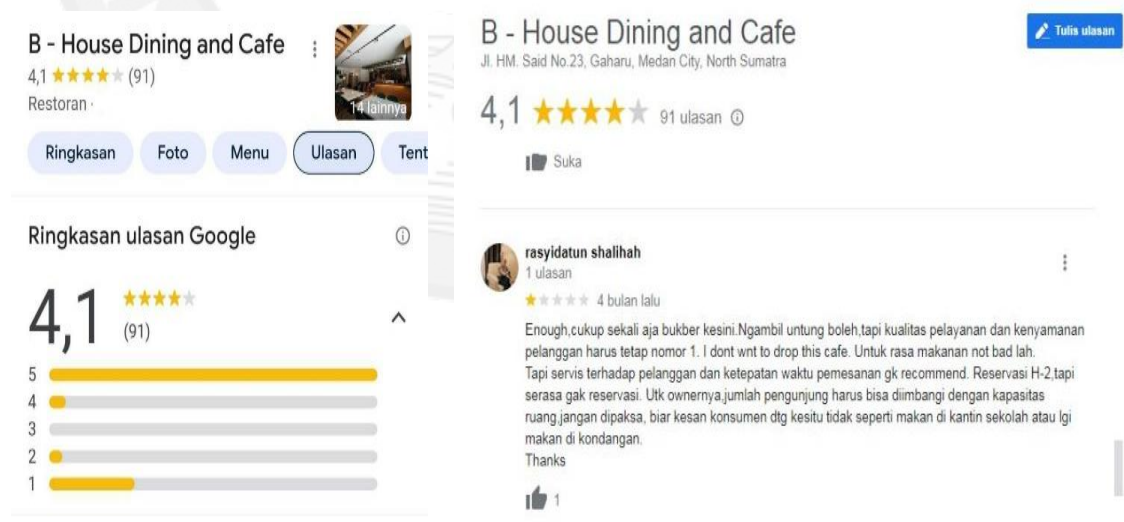 B - House Dining and Cafe
4,1 ★★★★★ (91)
Restoran ·
14 lainnya
Ringkasan Foto Menu Ulasan Tent
Ringkasan ulasan Google
4,1
(91)
5
4
3
2
1
B - House Dining and Cafe
Jl. HM. Said No.23, Gaharu, Medan City, North Sumatra
Tulis ulasan
4,1 ★★★★★ 91 ulasan
Suka
rasyidatun shalihah
1 ulasan
4 bulan lalu
Enough,cukup sekali aja bukber kesini.Ngambil untung boleh,tapi kualitas pelayanan dan kenyamanan
pelanggan harus tetap nomor 1. I dont wnt to drop this cafe. Untuk rasa makanan not bad lah.
Tapi servis terhadap pelanggan dan ketepatan waktu pemesanan gk recommend. Reservasi H-2,tapi
serasa gak reservasi. Utk ownernya,jumlah pengunjung harus bisa diimbangi dengan kapasitas
ruang,jangan dipaksa, biar kesan konsumen dtg kesitu tidak seperti makan di kantin sekolah atau lgi
makan di kondangan.
Thanks
1